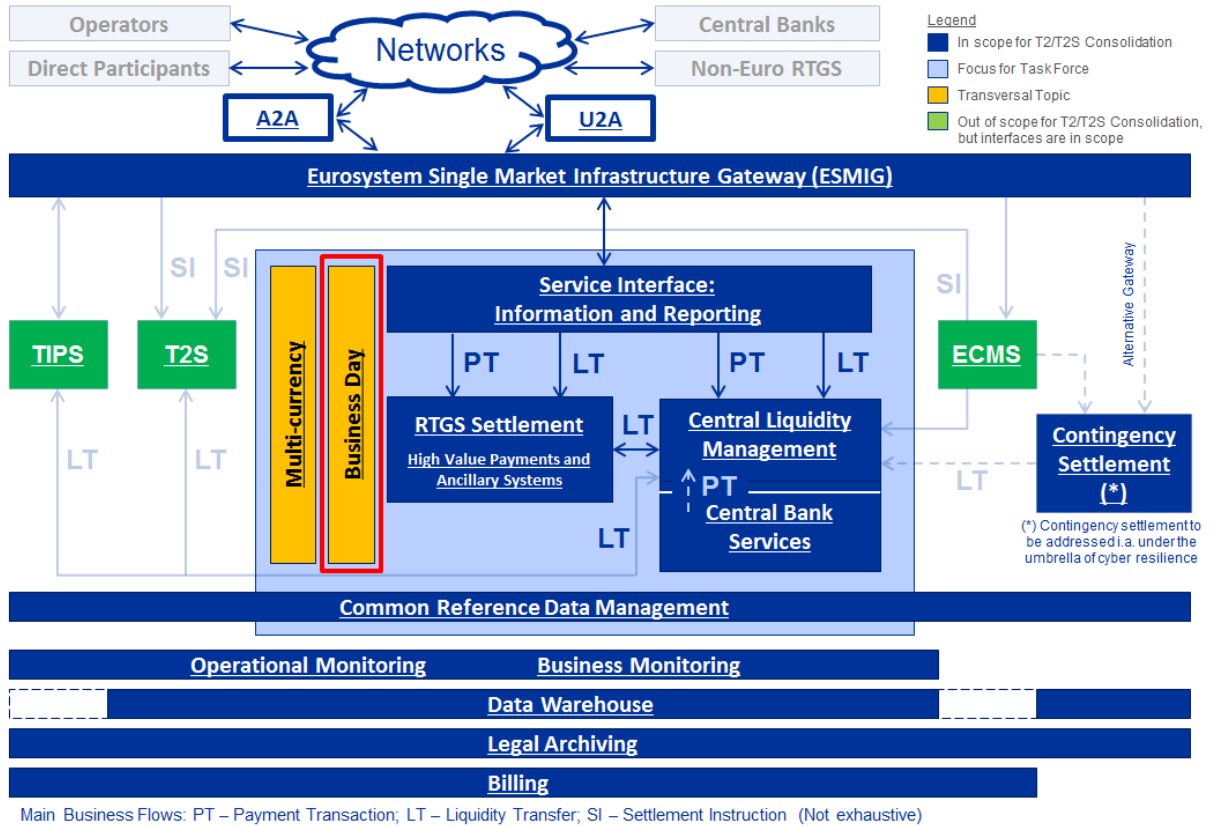 Operators
Direct Participants
Networks
Central Banks
Non-Euro RTGS
A2A
U2A
Legend
In scope for T2/T2S Consolidation
Focus for Task Force
Transversal Topic
Out of scope for T2/T2S Consolidation,
but interfaces are in scope
Eurosystem Single Market Infrastructure Gateway (ESMIG)
SI
SI
SI
Alternative Gateway
Multi-currency
Business Day
Service Interface:
Information and Reporting
PT
LT
PT
LT
TIPS
T2S
ECMS
RTGS Settlement
High Value Payments and
Ancillary Systems
LT
Central Liquidity
Management
PT
Central Bank
Services
Contingency
Settlement
(*)
LT
LT
LT
LT
(*) Contingency settlement to
be addressed i.a. under the
umbrella of cyber resilience
Common Reference Data Management
Operational Monitoring
Business Monitoring
Data Warehouse
Legal Archiving
Billing
Main Business Flows: PT – Payment Transaction; LT – Liquidity Transfer; SI – Settlement Instruction (Not exhaustive)